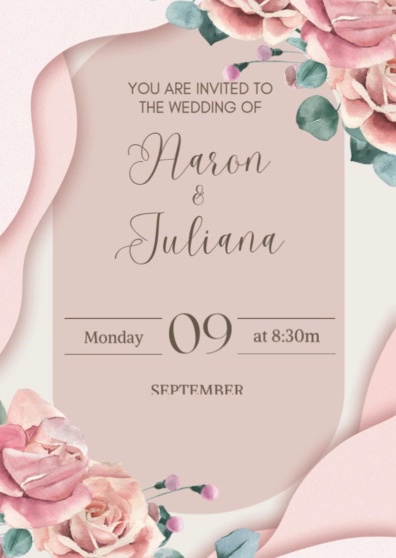 YOU ARE INVITED TO
THE WEDDING OF
Aaron
&
Juliana
Monday 09 at 8:30m
SEPTEMBER